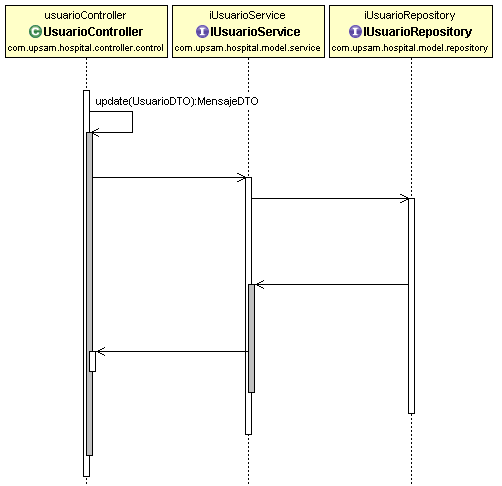 usuarioController
C UsuarioController
com.upsam.hospital.controller.control
iUsuarioService
I IUsuarioService
com.upsam.hospital.model.service
iUsuarioRepository
I IUsuarioRepository
com.upsam.hospital.model.repository
update(UsuarioDTO):MensajeDTO